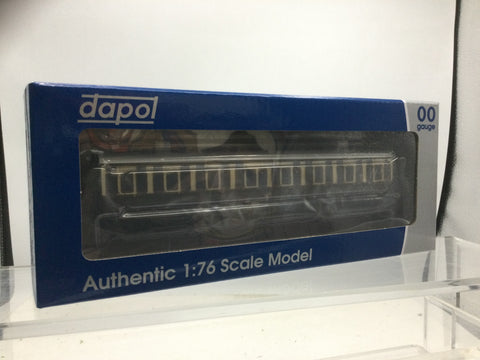 dapol
00
gauge
Authentic 1:76 Scale Model